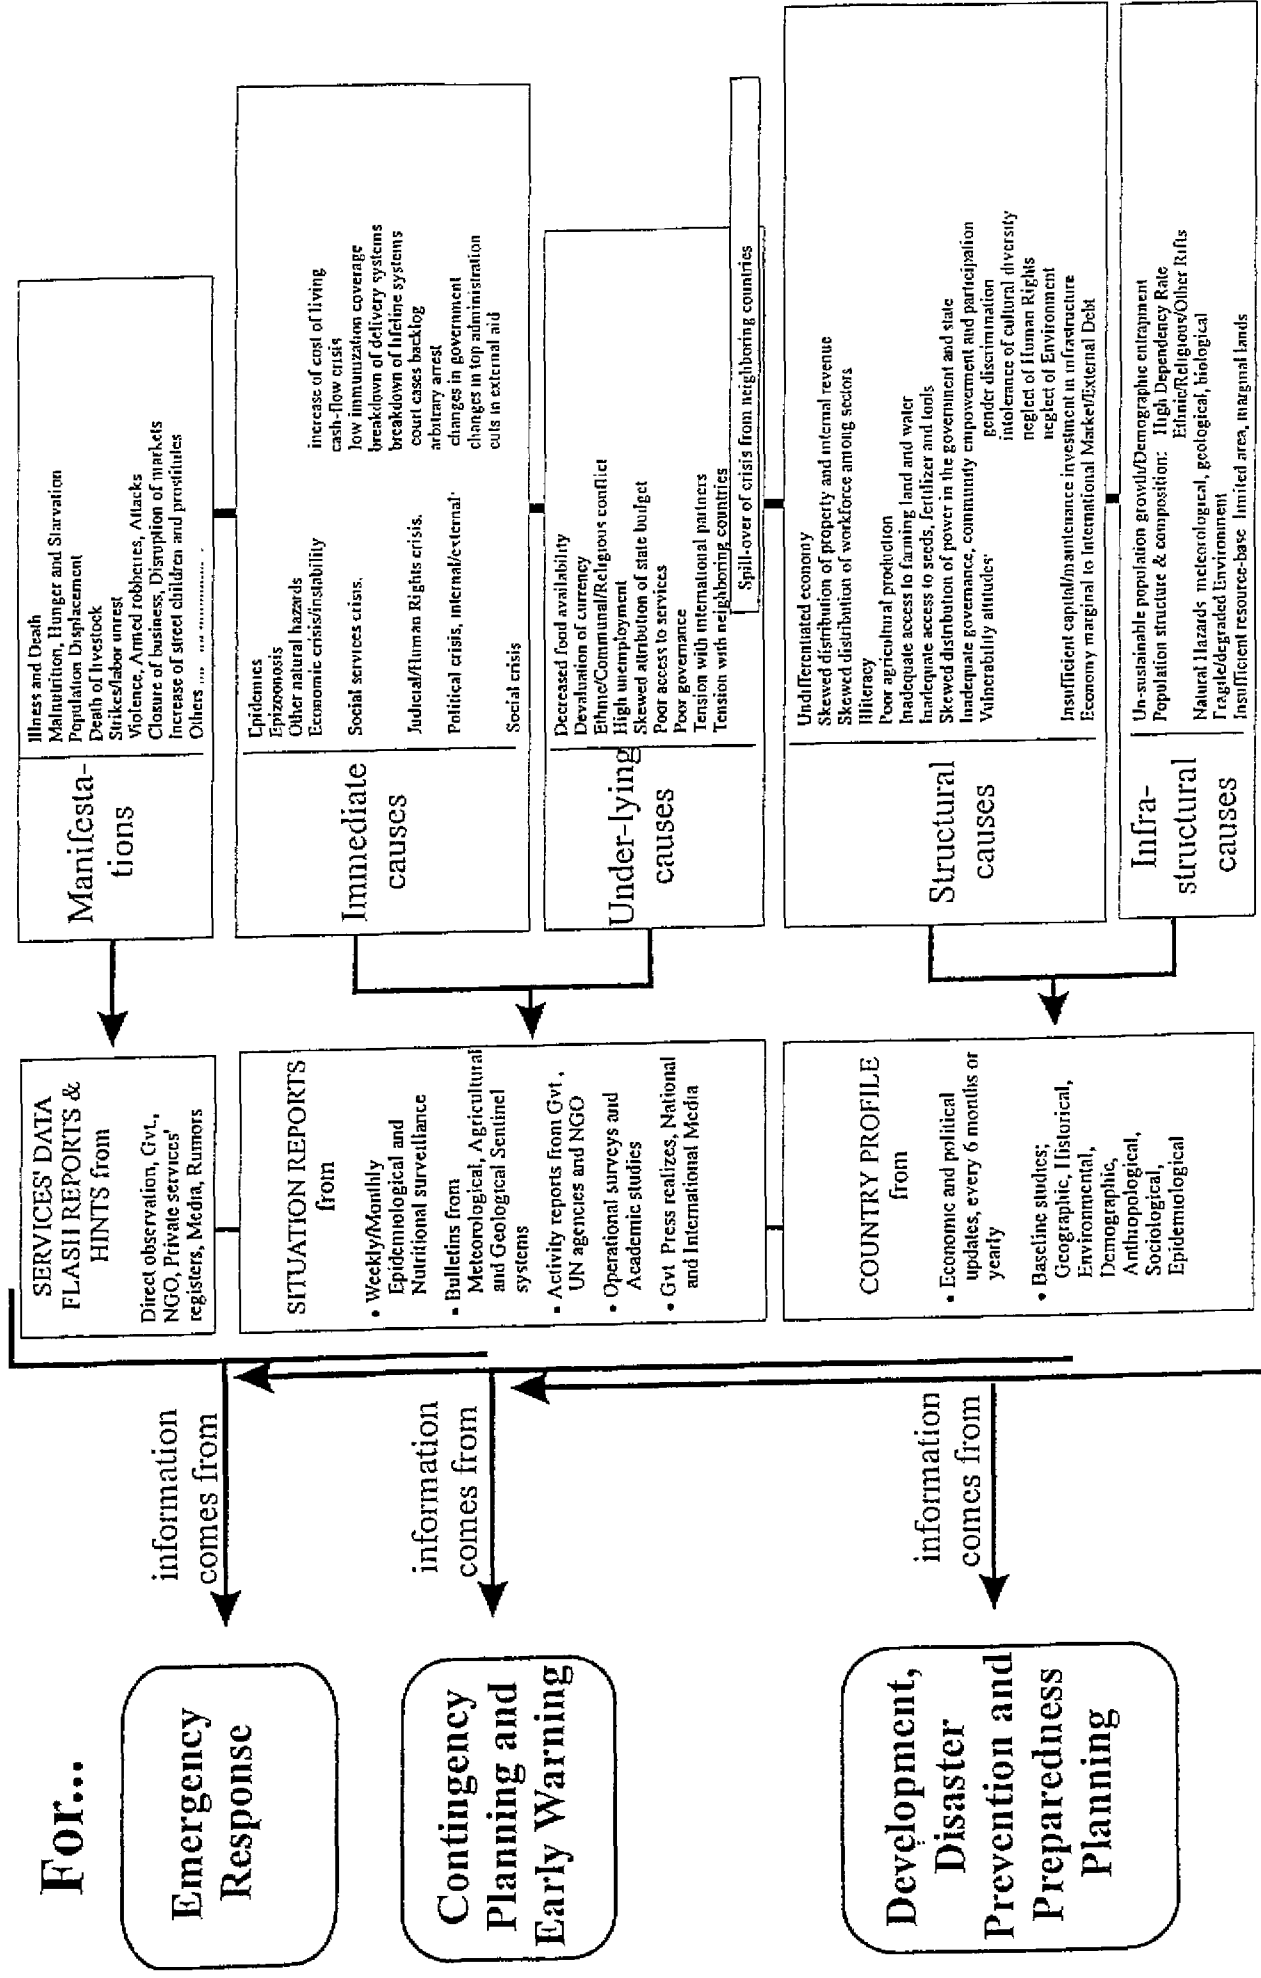 For...
Emergency
Response
information
comes from
SERVICES' DATA
FLASH REPORTS &
HINTS from
Direct observation, Gvt.,
NGO, Private services'
registers, Media, Rumors
Manifesta-
tions
Illness and Death
Malnutrition, Hunger and Starvation
Population Displacement
Death of livestock
Strikes/labor unrest
Violence, Armed robberies, Attacks
Closure of business, Disruption of markets
Increase of street children and prostitutes
Others
Contingency
Planning and
Early Warning
information
comes from
SITUATION REPORTS
from
• Weekly/Monthly
Epidemiological and
Nutritional surveillance
• Bulletins from
Meteorological, Agricultural
and Geological Sentinel
systems
• Activity reports from Gvt,
UN agencies and NGO
• Operational surveys and
Academic studies
• Gvt Press realizes, National
and International Media
Immediate
causes
Epidemics
Epizoonosis
Other natural hazards
Economic crisis/instability
increase of cost of living
cash-flow crisis
Social services crisis.
low immunization coverage
breakdown of delivery systems
breakdown of lifeline systems
Judicial/Human Rights crisis.
court cases backlog
arbitrary arrest
Political crisis, internal/external·
changes in government
changes in top administration
cuts in external aid
Social crisis
Under-lying
causes
Decreased food availability
Devaluation of currency
Ethnic/Communal/Religious conflict
High unemployment
Skewed attribution of state budget
Poor access to services
Poor governance
Tension with international partners
Tension with neighboring countries
Spill-over of crisis from neighboring countries
Development,
Disaster
Prevention and
Preparedness
Planning
information
comes from
COUNTRY PROFILE
from
• Economic and political
updates, every 6 months or
yearly
• Baseline studies;
Geographic, Historical,
Environmental,
Demographic,
Anthropological,
Sociological,
Epidemiological
Structural
causes
Undifferentiated economy
Skewed distribution of property and internal revenue
Skewed distribution of workforce among sectors
Illiteracy
Poor agricultural production
Inadequate access to farming land and water
Inadequate access to seeds, fertilizer and tools
Skewed distribution of power in the government and state
Inadequate governance, community empowerment and participation
Vulnerability attitudes·
gender discrimination
intolerance of cultural diversity
neglect of Human Rights
neglect of Environment
Insufficient capital/maintenance investment in infrastructure
Economy marginal to International Market/External Debt
Infra-
structural
causes
Un-sustainable population growth/Demographic entrapment
Population structure & composition: High Dependency Rate
Ethnic/Religious/Other Rifts
Natural Hazards meteorological, geological, biological
Fragile/degraded Environment
Insufficient resource-base limited area, marginal lands